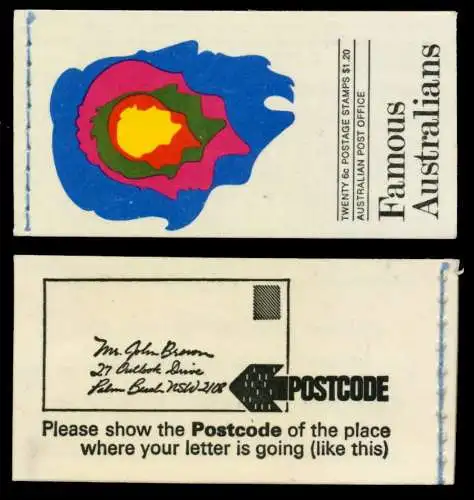 TWENTY 6c POSTAGE STAMPS $1.20
AUSTRALIAN POST OFFICE
Famous
Australians
Mr. John Brown
27 Outlook Drive
Palm Beach NSW 2108
POSTCODE
Please show the Postcode of the place
where your letter is going (like this)